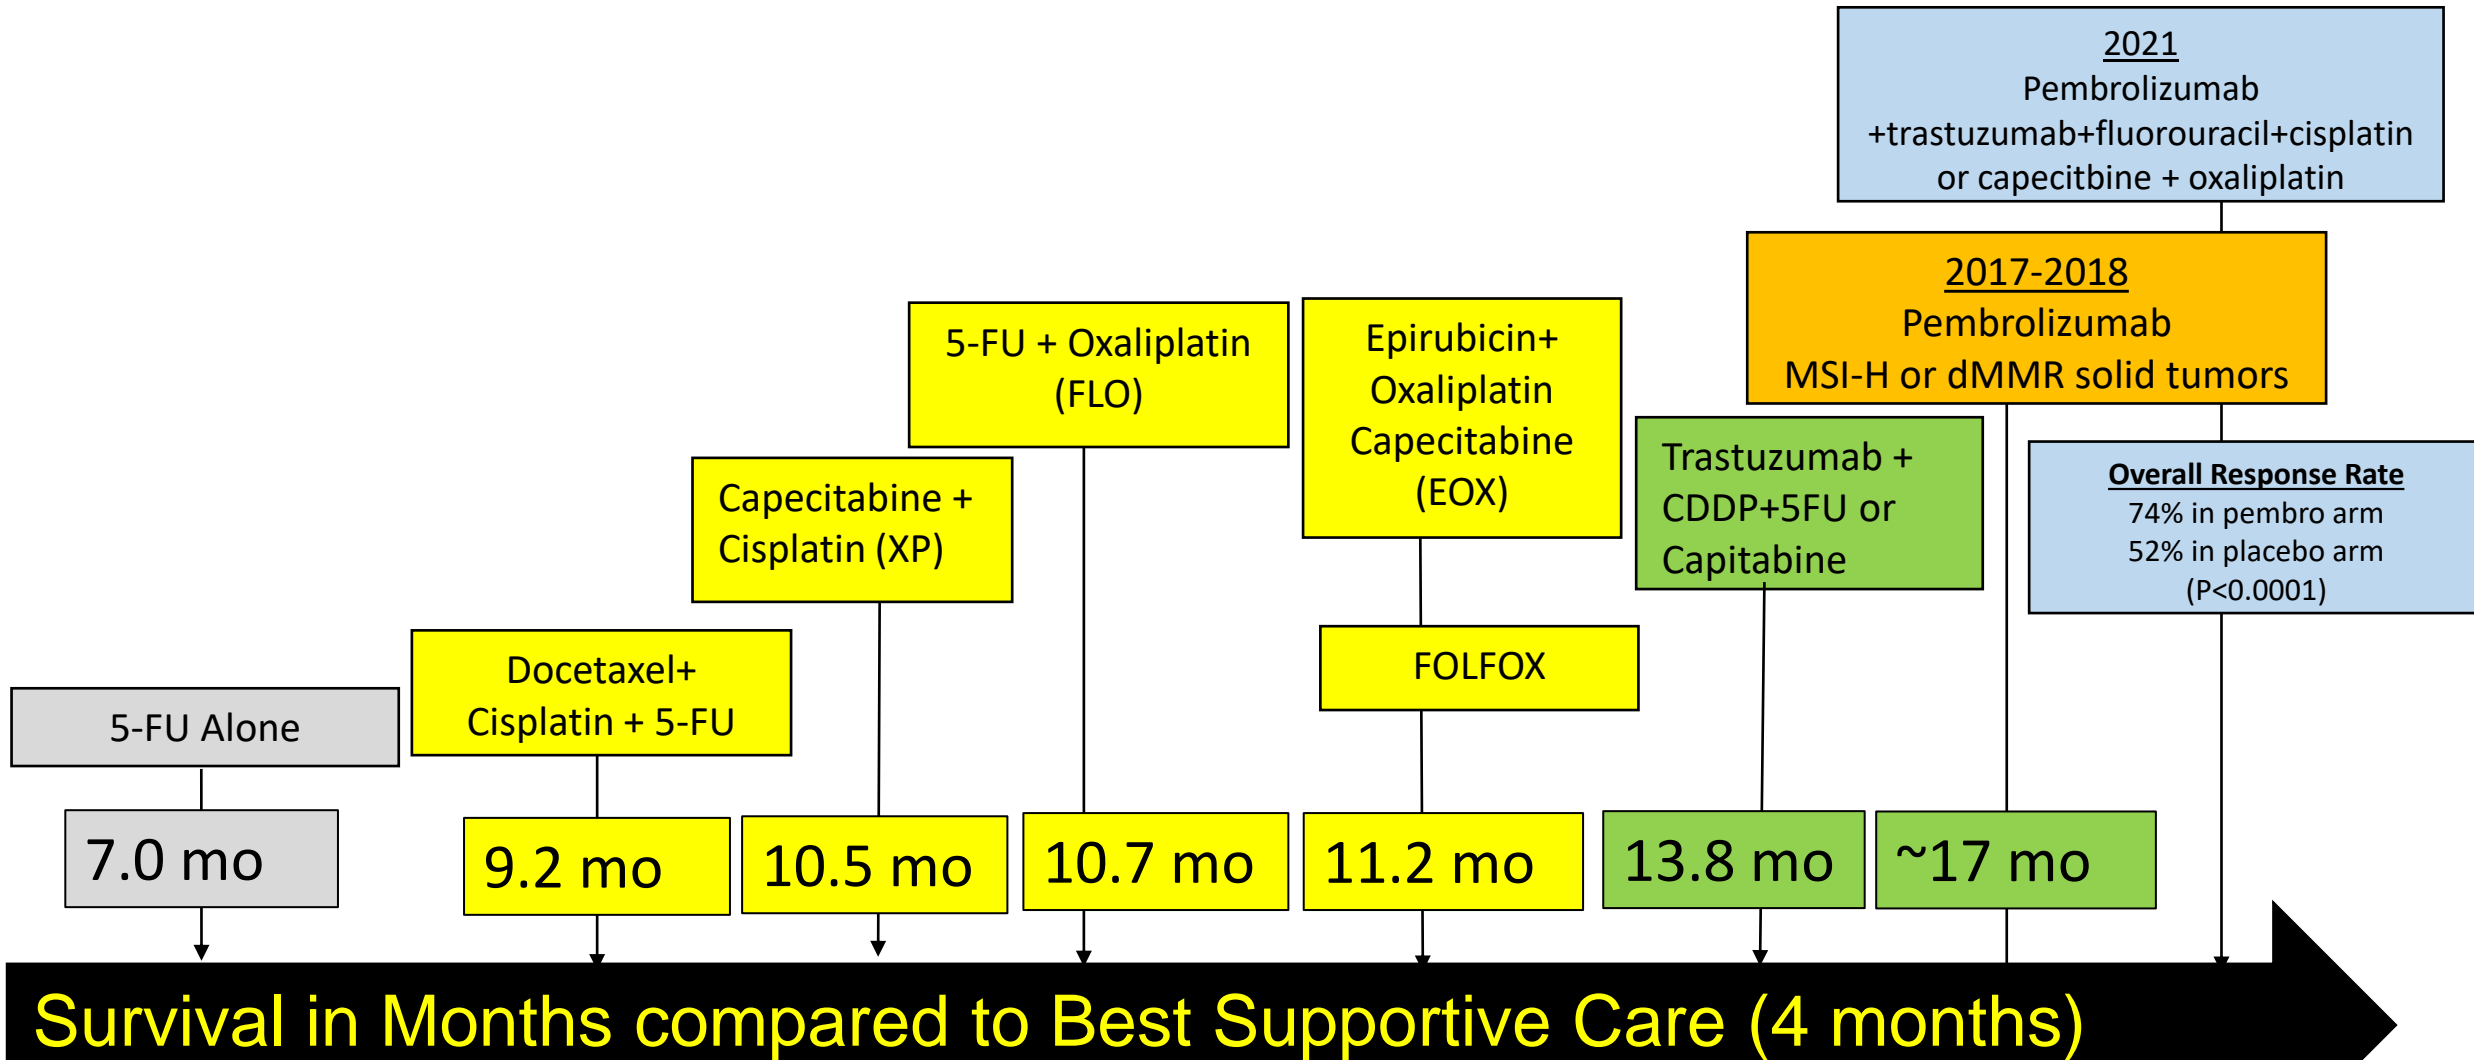 2021
Pembrolizumab
+trastuzumab+fluorouracil+cisplatin
or capecitbine + oxaliplatin
2017-2018
Pembrolizumab
MSI-H or dMMR solid tumors
5-FU + Oxaliplatin
(FLO)
Epirubicin+
Oxaliplatin
Capecitabine
(EOX)
Trastuzumab +
CDDP+5FU or
Capitabine
Overall Response Rate
74% in pembro arm
52% in placebo arm
(P<0.0001)
Capecitabine +
Cisplatin (XP)
FOLFOX
Docetaxel+
Cisplatin + 5-FU
5-FU Alone
7.0 mo
9.2 mo
10.5 mo
10.7 mo
11.2 mo
13.8 mo
~17 mo
Survival in Months compared to Best Supportive Care (4 months)